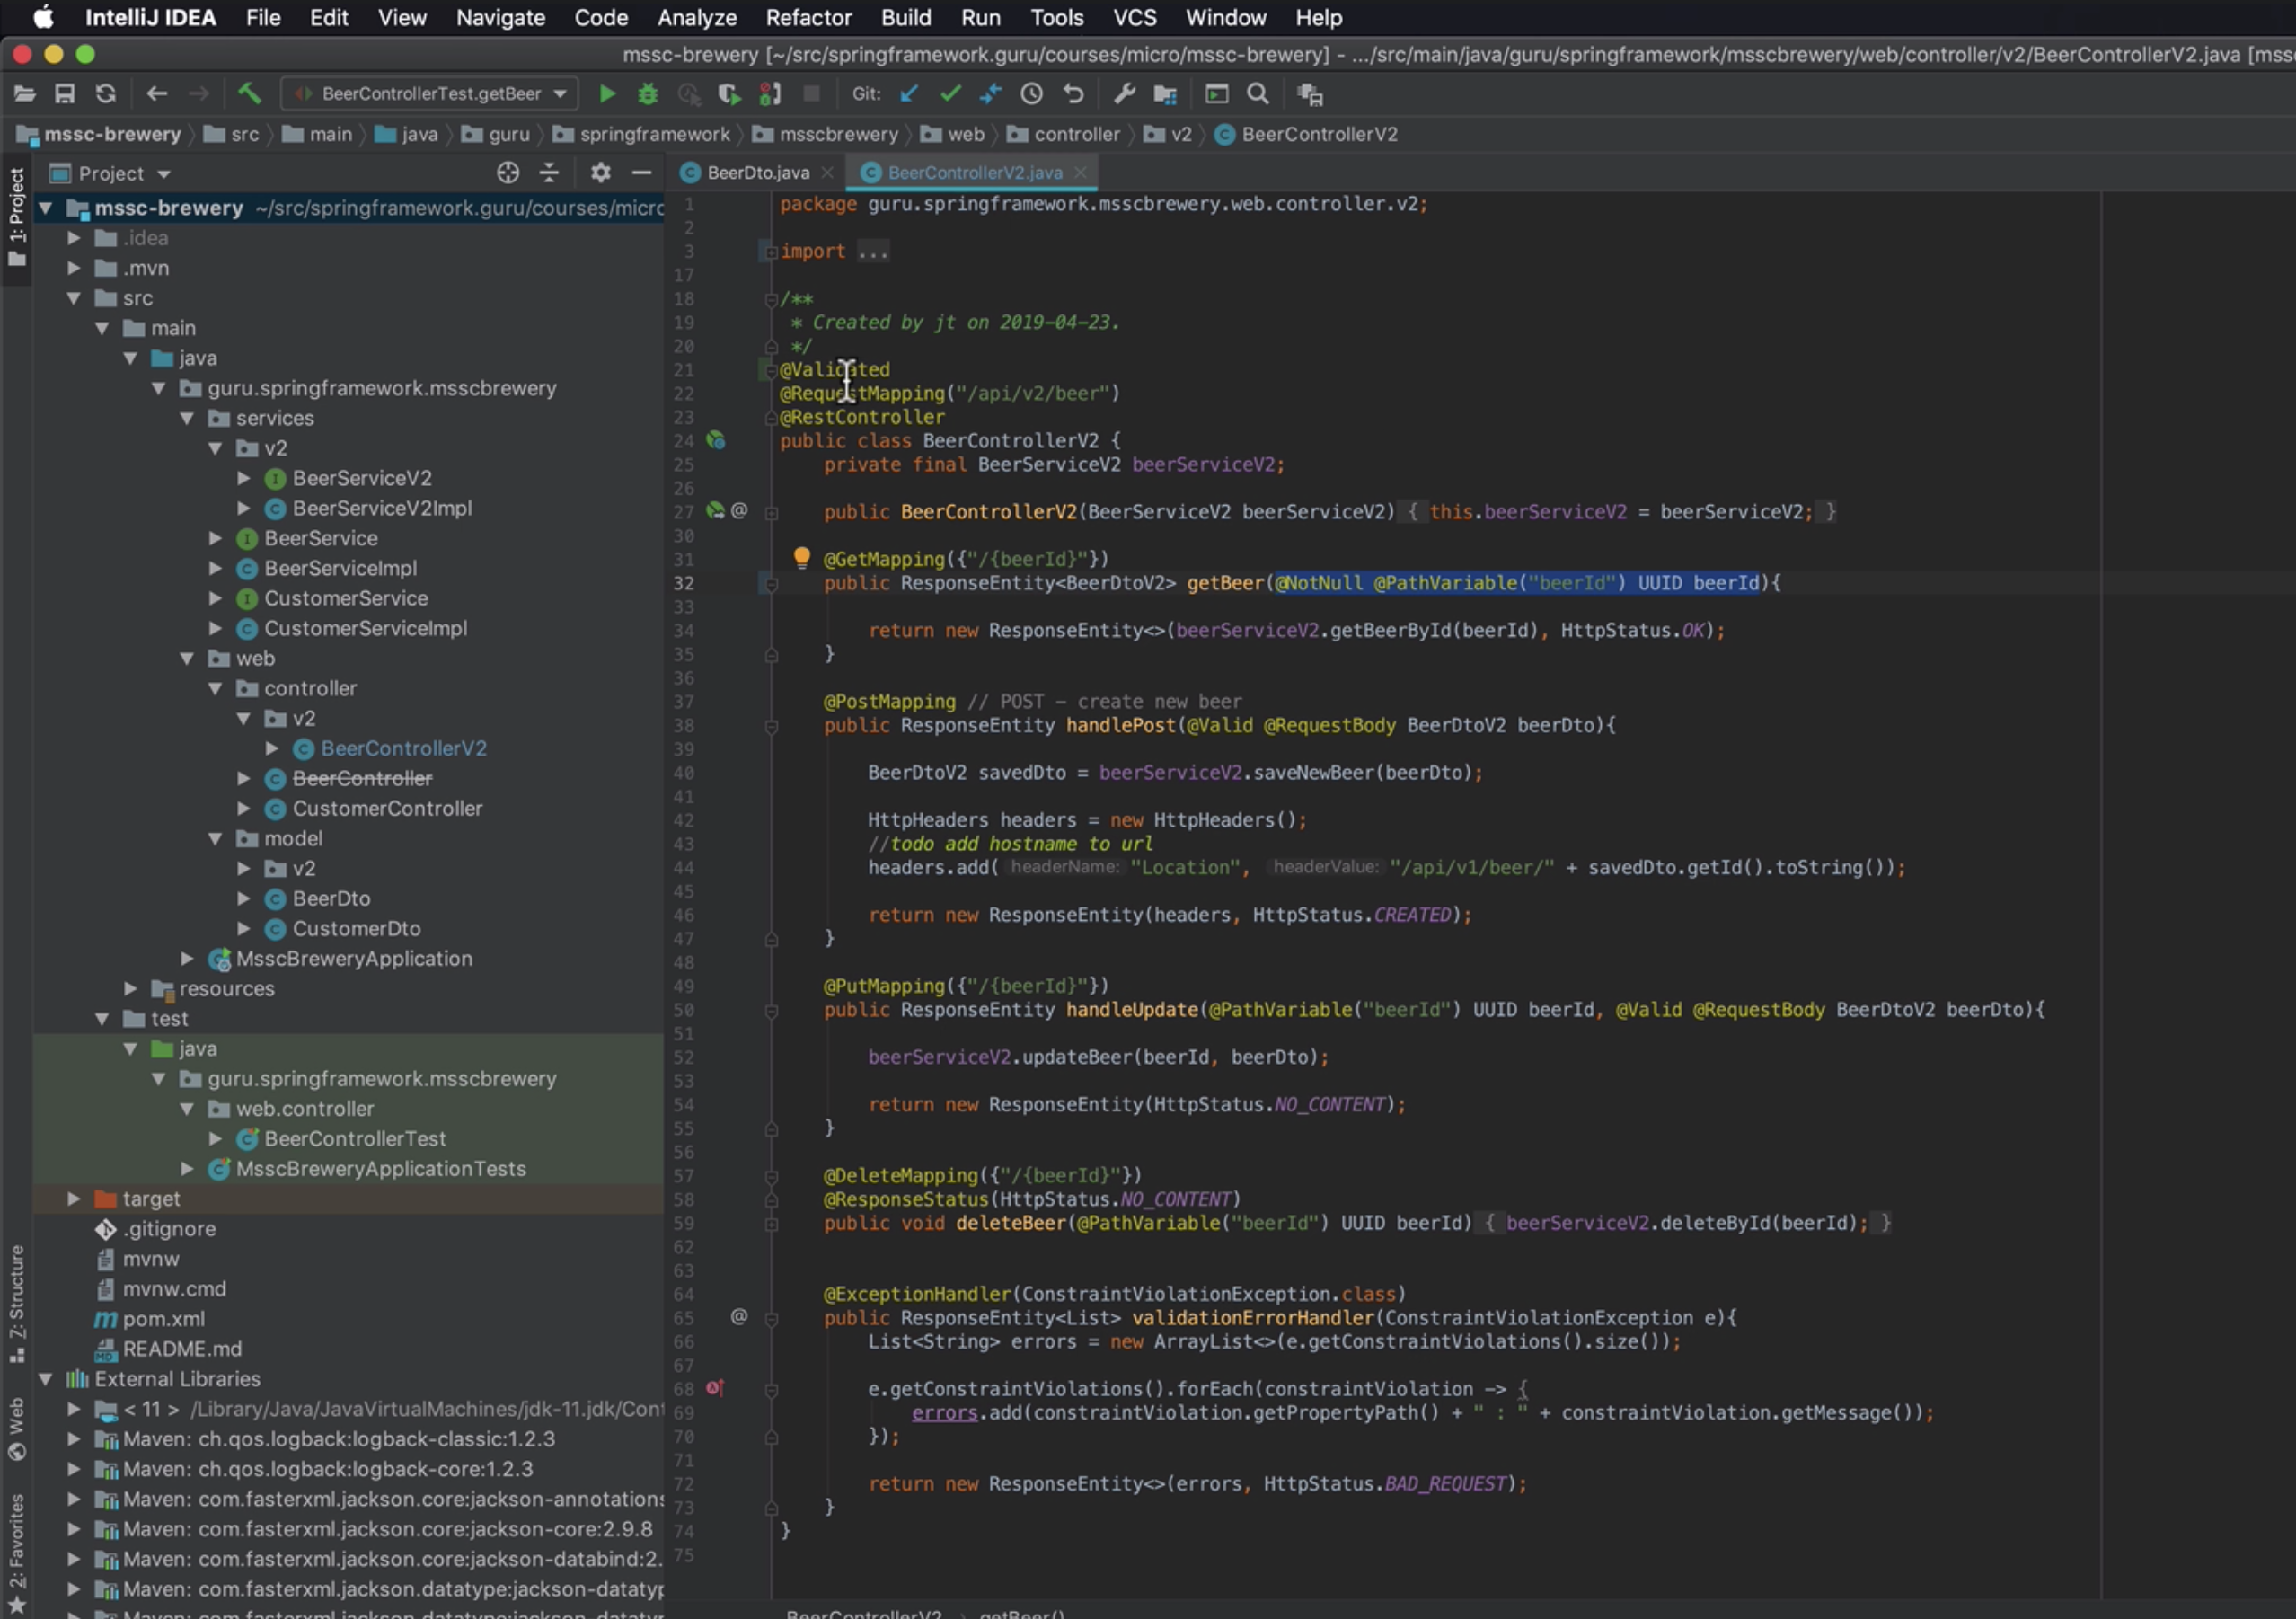 IntelliJ IDEA File Edit View Navigate Code Analyze Refactor Build Run Tools VCS Window Help
mssc-brewery [~/src/springframework.guru/courses/micro/mssc-brewery] - .../src/main/java/guru/springframework/msscbrewery/web/controller/v2/BeerControllerV2.java [mss
BeerControllerTest.getBeer Git:
mssc-brewery src main java guru springframework msscbrewery web controller v2 BeerControllerV2
1: Project
Z: Structure
Web
2: Favorites
Project
mssc-brewery ~/src/springframework.guru/courses/micro
.idea
.mvn
src
main
java
guru.springframework.msscbrewery
services
v2
BeerServiceV2
BeerServiceV2Impl
BeerService
BeerServiceImpl
CustomerService
CustomerServiceImpl
web
controller
v2
BeerControllerV2
BeerController
CustomerController
model
v2
BeerDto
CustomerDto
MsscBreweryApplication
resources
test
java
guru.springframework.msscbrewery
web.controller
BeerControllerTest
MsscBreweryApplicationTests
target
.gitignore
mvnw
mvnw.cmd
pom.xml
README.md
External Libraries
< 11 > /Library/Java/JavaVirtualMachines/jdk-11.jdk/Cont
Maven: ch.qos.logback:logback-classic:1.2.3
Maven: ch.qos.logback:logback-core:1.2.3
Maven: com.fasterxml.jackson.core:jackson-annotations
Maven: com.fasterxml.jackson.core:jackson-core:2.9.8
Maven: com.fasterxml.jackson.core:jackson-databind:2.
Maven: com.fasterxml.jackson.datatype:jackson-datatyp
Maven: com.fasterxml.jackson.datatype:jackson-datatyp
BeerDto.java BeerControllerV2.java
1 package guru.springframework.msscbrewery.web.controller.v2;
2
3 import ...
17
18 /**
19 * Created by jt on 2019-04-23.
20 */
21 @Validated
22 @RequestMapping("/api/v2/beer")
23 @RestController
24 public class BeerControllerV2 {
25 private final BeerServiceV2 beerServiceV2;
26
27 @ public BeerControllerV2(BeerServiceV2 beerServiceV2) { this.beerServiceV2 = beerServiceV2; }
30
31 @GetMapping({"/{beerId}"})
32 public ResponseEntity<BeerDtoV2> getBeer(@NotNull @PathVariable("beerId") UUID beerId){
33
34 return new ResponseEntity<>(beerServiceV2.getBeerById(beerId), HttpStatus.OK);
35 }
36
37 @PostMapping // POST - create new beer
38 public ResponseEntity handlePost(@Valid @RequestBody BeerDtoV2 beerDto){
39
40 BeerDtoV2 savedDto = beerServiceV2.saveNewBeer(beerDto);
41
42 HttpHeaders headers = new HttpHeaders();
43 //todo add hostname to url
44 headers.add( headerName: "Location", headerValue: "/api/v1/beer/" + savedDto.getId().toString());
45
46 return new ResponseEntity(headers, HttpStatus.CREATED);
47 }
48
49 @PutMapping({"/{beerId}"})
50 public ResponseEntity handleUpdate(@PathVariable("beerId") UUID beerId, @Valid @RequestBody BeerDtoV2 beerDto){
51
52 beerServiceV2.updateBeer(beerId, beerDto);
53
54 return new ResponseEntity(HttpStatus.NO_CONTENT);
55 }
56
57 @DeleteMapping({"/{beerId}"})
58 @ResponseStatus(HttpStatus.NO_CONTENT)
59 public void deleteBeer(@PathVariable("beerId") UUID beerId) { beerServiceV2.deleteById(beerId); }
62
63
64 @ExceptionHandler(ConstraintViolationException.class)
65 @ public ResponseEntity<List> validationErrorHandler(ConstraintViolationException e){
66 List<String> errors = new ArrayList<>(e.getConstraintViolations().size());
67
68 e.getConstraintViolations().forEach(constraintViolation -> {
69 errors.add(constraintViolation.getPropertyPath() + " : " + constraintViolation.getMessage());
70 });
71
72 return new ResponseEntity<>(errors, HttpStatus.BAD_REQUEST);
73 }
74 }
75
BeerControllerV2 › getBeer()